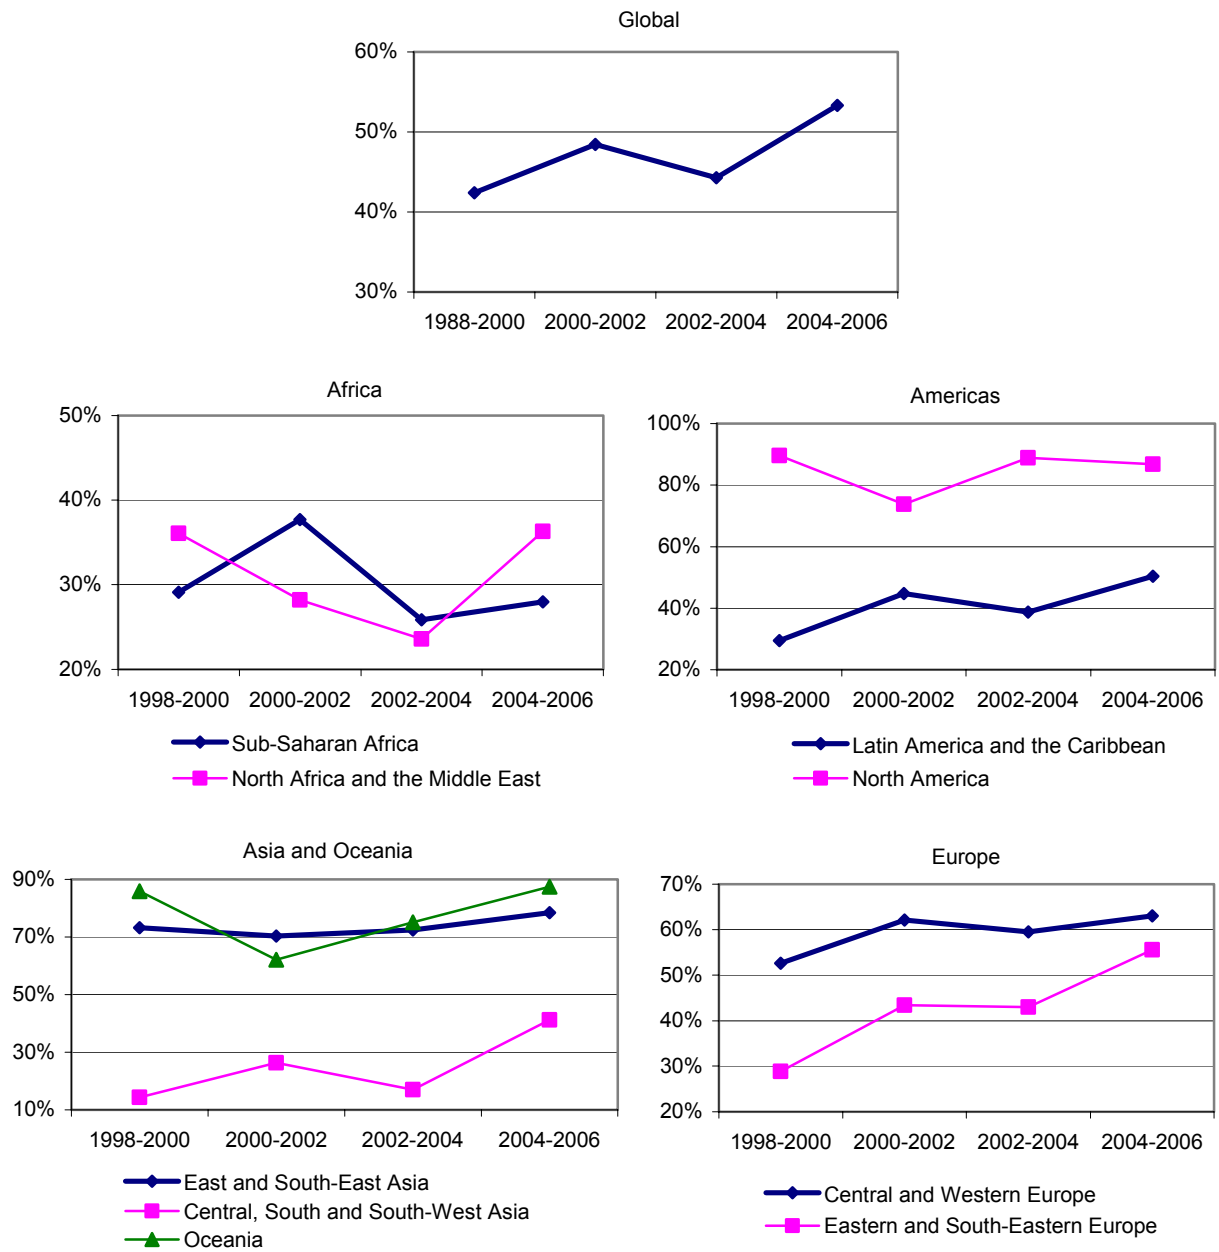 Global
60%
50%
40%
30%
1988-2000 2000-2002 2002-2004 2004-2006
Africa
50%
40%
30%
20%
1998-2000 2000-2002 2002-2004 2004-2006
Sub-Saharan Africa
North Africa and the Middle East
Americas
100%
80%
60%
40%
20%
1998-2000 2000-2002 2002-2004 2004-2006
Latin America and the Caribbean
North America
Asia and Oceania
90%
70%
50%
30%
10%
1998-2000 2000-2002 2002-2004 2004-2006
East and South-East Asia
Central, South and South-West Asia
Oceania
Europe
70%
60%
50%
40%
30%
20%
1998-2000 2000-2002 2002-2004 2004-2006
Central and Western Europe
Eastern and South-Eastern Europe